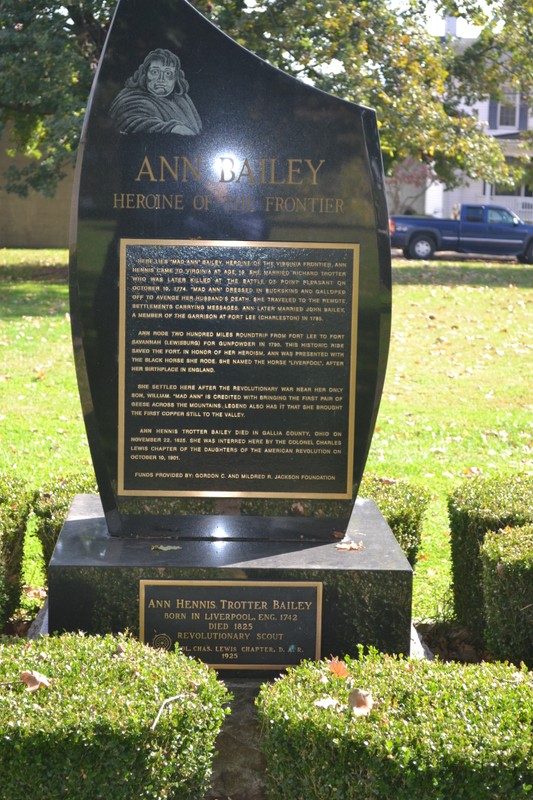 ANN BAILEY
HEROINE OF THE FRONTIER
HERE LIES "MAD ANN" BAILEY, HEROINE OF THE VIRGINIA FRONTIER. ANN
HENNIS CAME TO VIRGINIA AT AGE 19. SHE MARRIED RICHARD TROTTER
WHO WAS LATER KILLED AT THE BATTLE OF POINT PLEASANT ON
OCTOBER 10, 1774. "MAD ANN" DRESSED IN BUCKSKINS AND GALLOPED
OFF TO AVENGE HER HUSBAND'S DEATH. SHE TRAVELED TO THE REMOTE
SETTLEMENTS CARRYING MESSAGES. ANN LATER MARRIED JOHN BAILEY,
A MEMBER OF THE GARRISON AT FORT LEE (CHARLESTON) IN 1785.
ANN RODE TWO HUNDRED MILES ROUNDTRIP FROM FORT LEE TO FORT
SAVANNAH (LEWISBURG) FOR GUNPOWDER IN 1790. THIS HISTORIC RIDE
SAVED THE FORT. IN HONOR OF HER HEROISM, ANN WAS PRESENTED WITH
THE BLACK HORSE SHE RODE. SHE NAMED THE HORSE "LIVERPOOL", AFTER
HER BIRTHPLACE IN ENGLAND.
SHE SETTLED HERE AFTER THE REVOLUTIONARY WAR NEAR HER ONLY
SON, WILLIAM. "MAD ANN" IS CREDITED WITH BRINGING THE FIRST PAIR OF
GEESE ACROSS THE MOUNTAINS. LEGEND ALSO HAS IT THAT SHE BROUGHT
THE FIRST COPPER STILL TO THE VALLEY.
ANN HENNIS TROTTER BAILEY DIED IN GALLIA COUNTY, OHIO ON
NOVEMBER 22, 1825. SHE WAS INTERRED HERE BY THE COLONEL CHARLES
LEWIS CHAPTER OF THE DAUGHTERS OF THE AMERICAN REVOLUTION ON
OCTOBER 10, 1901.
FUNDS PROVIDED BY: GORDON C. AND MILDRED R. JACKSON FOUNDATION
ANN HENNIS TROTTER BAILEY
BORN IN LIVERPOOL, ENG. 1742
DIED 1825
REVOLUTIONARY SCOUT
COL. CHAS. LEWIS CHAPTER, D. A. R.
1925